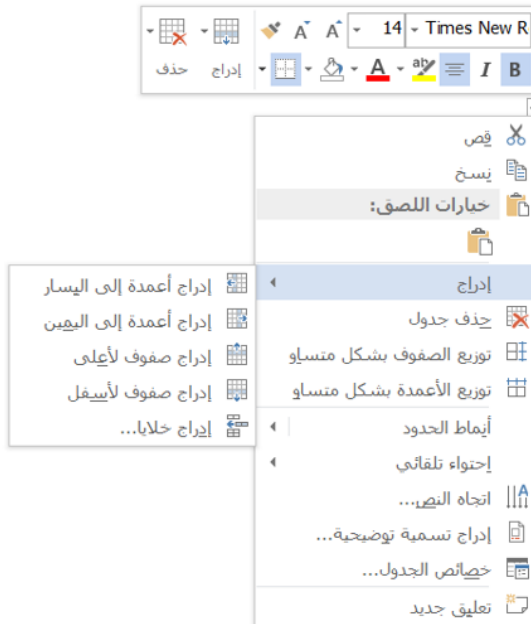 Times New R 14 A A
B I ab A إدراج حذف
قص
نسخ
خيارات اللصق:
إدراج
حذف جدول
توزيع الصفوف بشكل متساو
توزيع الأعمدة بشكل متساو
أنماط الحدود
إحتواء تلقائي
اتجاه النص...
إدراج تسمية توضيحية...
خصائص الجدول...
تعليق جديد
إدراج أعمدة إلى اليسار
إدراج أعمدة إلى اليمين
إدراج صفوف لأعلى
إدراج صفوف لأسفل
إدراج خلايا...